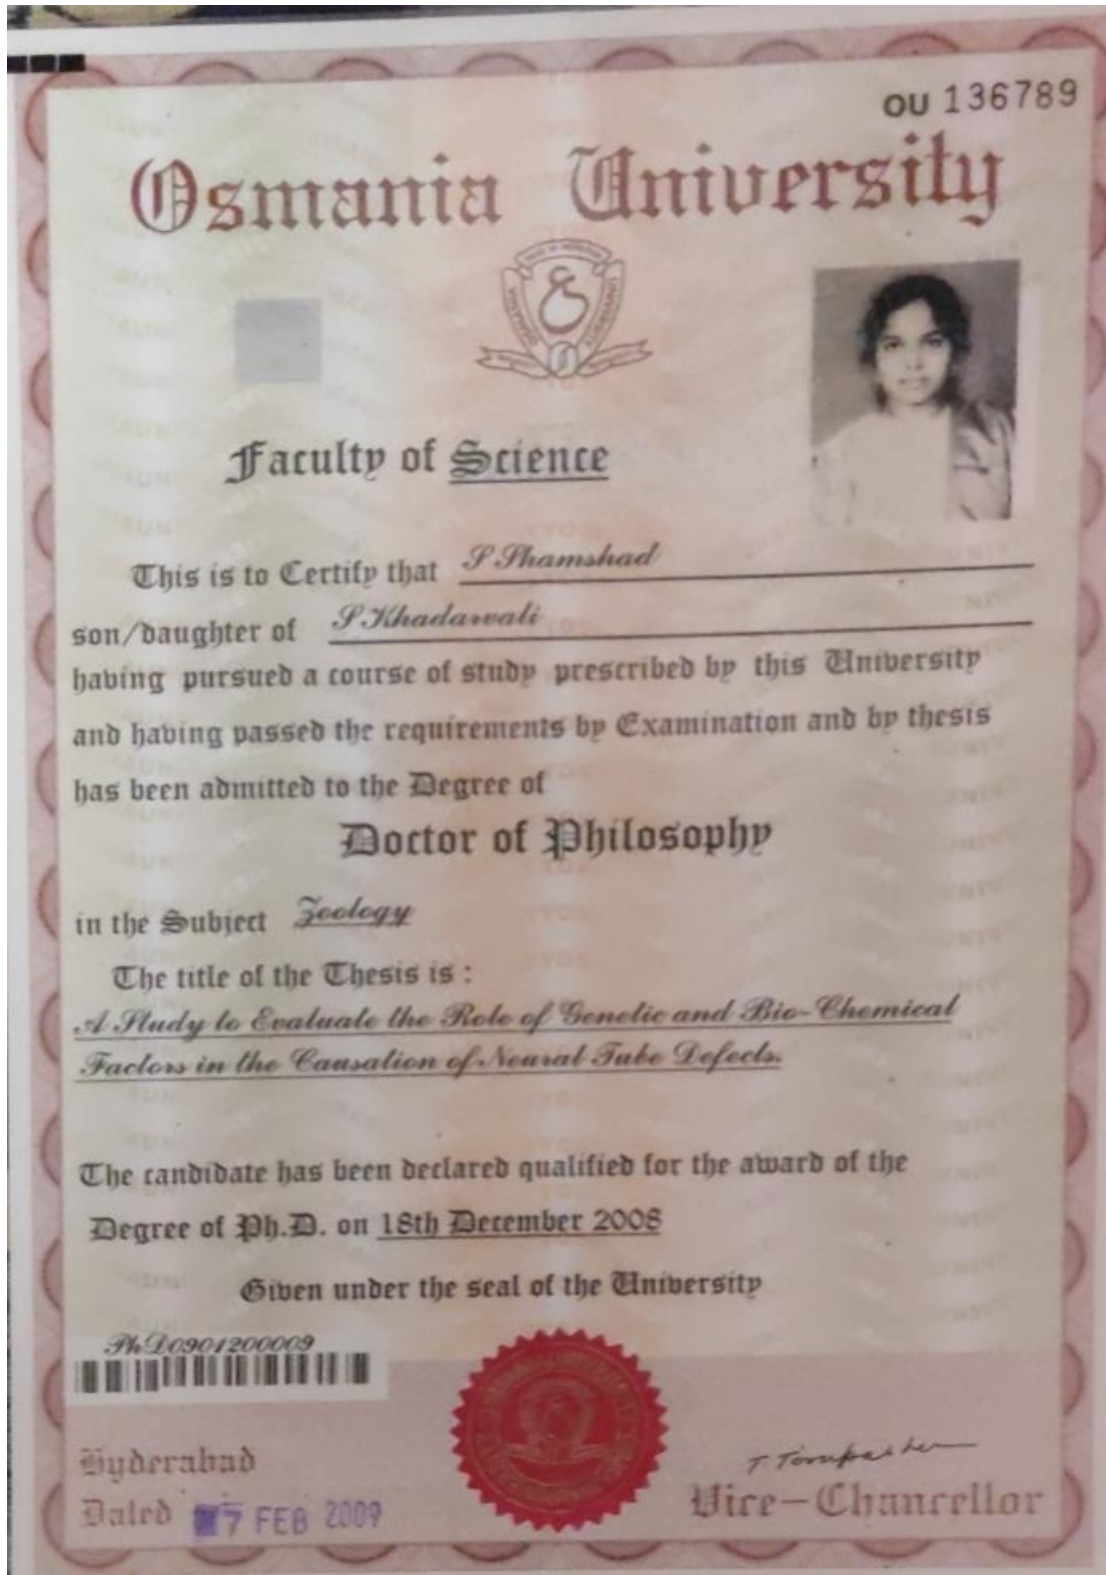 OU 136789
Osmania University
Faculty of Science
This is to Certify that S Shamshad
son/daughter of S Khadarvali
having pursued a course of study prescribed by this University
and having passed the requirements by Examination and by thesis
has been admitted to the Degree of
Doctor of Philosophy
in the Subject Zoology
The title of the Thesis is :
A Study to Evaluate the Role of Genetic and Bio-Chemical
Factors in the Causation of Neural Tube Defects.
The candidate has been declared qualified for the award of the
Degree of Ph.D. on 18th December 2008
Given under the seal of the University
PhD0901200009
Hyderabad
Dated 7 FEB 2009
Vice-Chancellor